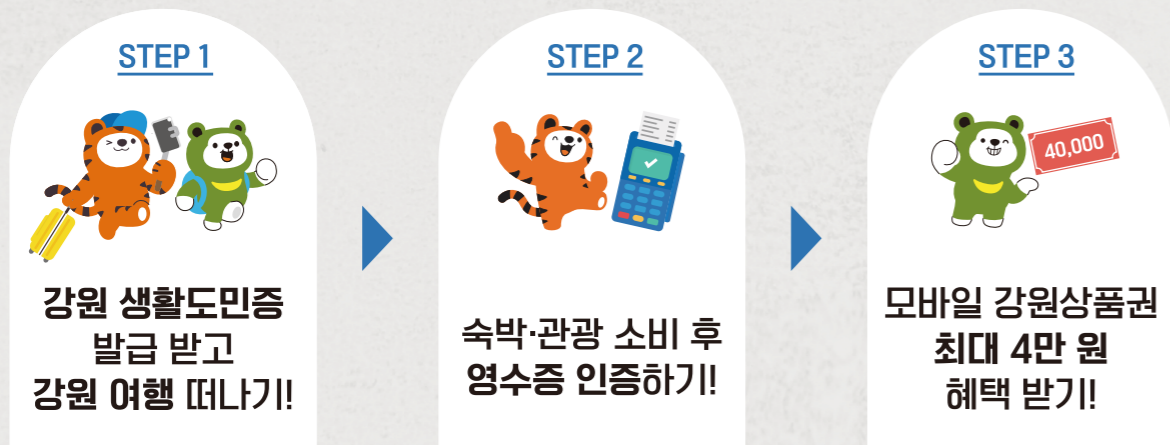 STEP 1
강원 생활도민증
발급 받고
강원 여행 떠나기!
STEP 2
숙박·관광 소비 후
영수증 인증하기!
STEP 3
40,000
모바일 강원상품권
최대 4만 원
혜택 받기!